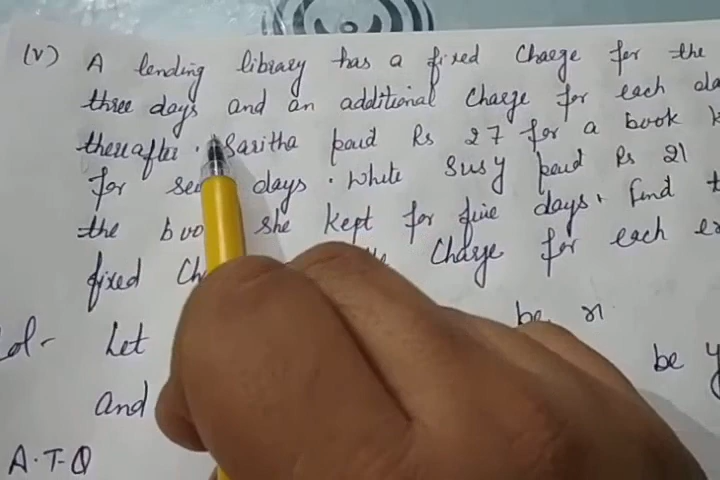 (v) A lending library has a fixed Charge for the
three days and an additional Charge for each
thereafter. Saritha paid Rs 27 for a book
for days. While Susy paid Rs 21
the she kept for five days. Find
fixed Charge for each
Let be x
and be y
A.T-Q